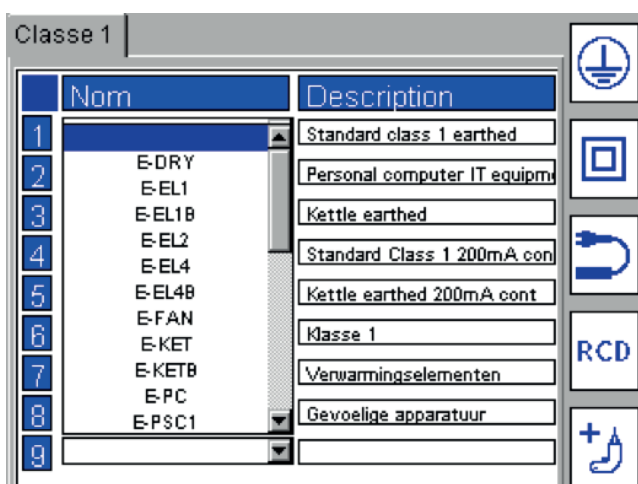 Classe 1
Nom Description
1 Standard class 1 earthed
E-DRY
2 Personal computer IT equipm
E-EL1
3 E-EL1B Kettle earthed
E-EL2
4 Standard Class 1 200mA con
E-EL4
5 E-EL4B Kettle earthed 200mA cont
E-FAN
6 Klasse 1
E-KET
RCD
7 E-KETB Verwarmingselementen
E-PC
8 Gevoelige apparatuur
E-PSC1
9